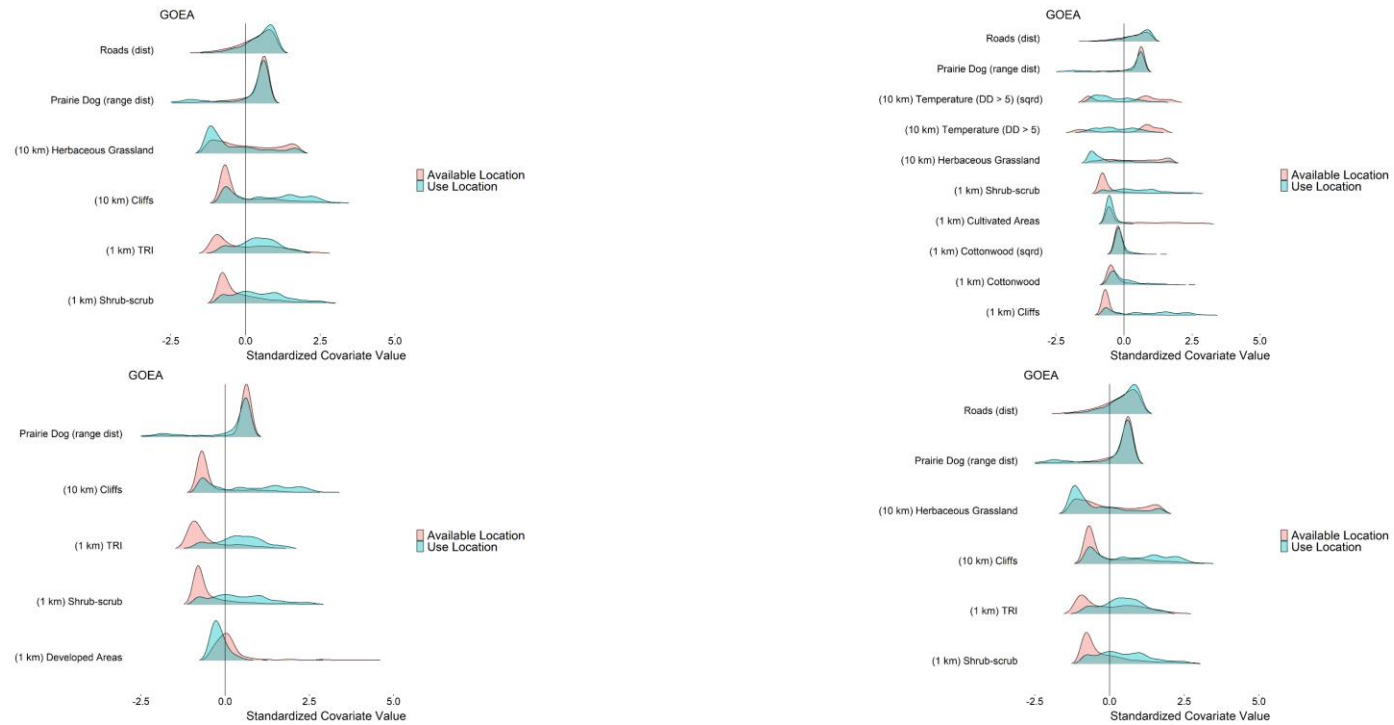 GOEA
Roads (dist)
Prairie Dog (range dist)
(10 km) Herbaceous Grassland
(10 km) Cliffs
(1 km) TRI
(1 km) Shrub-scrub
-2.5 0.0 2.5 5.0
Standardized Covariate Value
Available Location
Use Location
GOEA
Roads (dist)
Prairie Dog (range dist)
(10 km) Temperature (DD > 5) (sqrd)
(10 km) Temperature (DD > 5)
(10 km) Herbaceous Grassland
(1 km) Shrub-scrub
(1 km) Cultivated Areas
(1 km) Cottonwood (sqrd)
(1 km) Cottonwood
(1 km) Cliffs
-2.5 0.0 2.5 5.0
Standardized Covariate Value
Available Location
Use Location
GOEA
Prairie Dog (range dist)
(10 km) Cliffs
(1 km) TRI
(1 km) Shrub-scrub
(1 km) Developed Areas
-2.5 0.0 2.5 5.0
Standardized Covariate Value
Available Location
Use Location
GOEA
Roads (dist)
Prairie Dog (range dist)
(10 km) Herbaceous Grassland
(10 km) Cliffs
(1 km) TRI
(1 km) Shrub-scrub
-2.5 0.0 2.5 5.0
Standardized Covariate Value
Available Location
Use Location